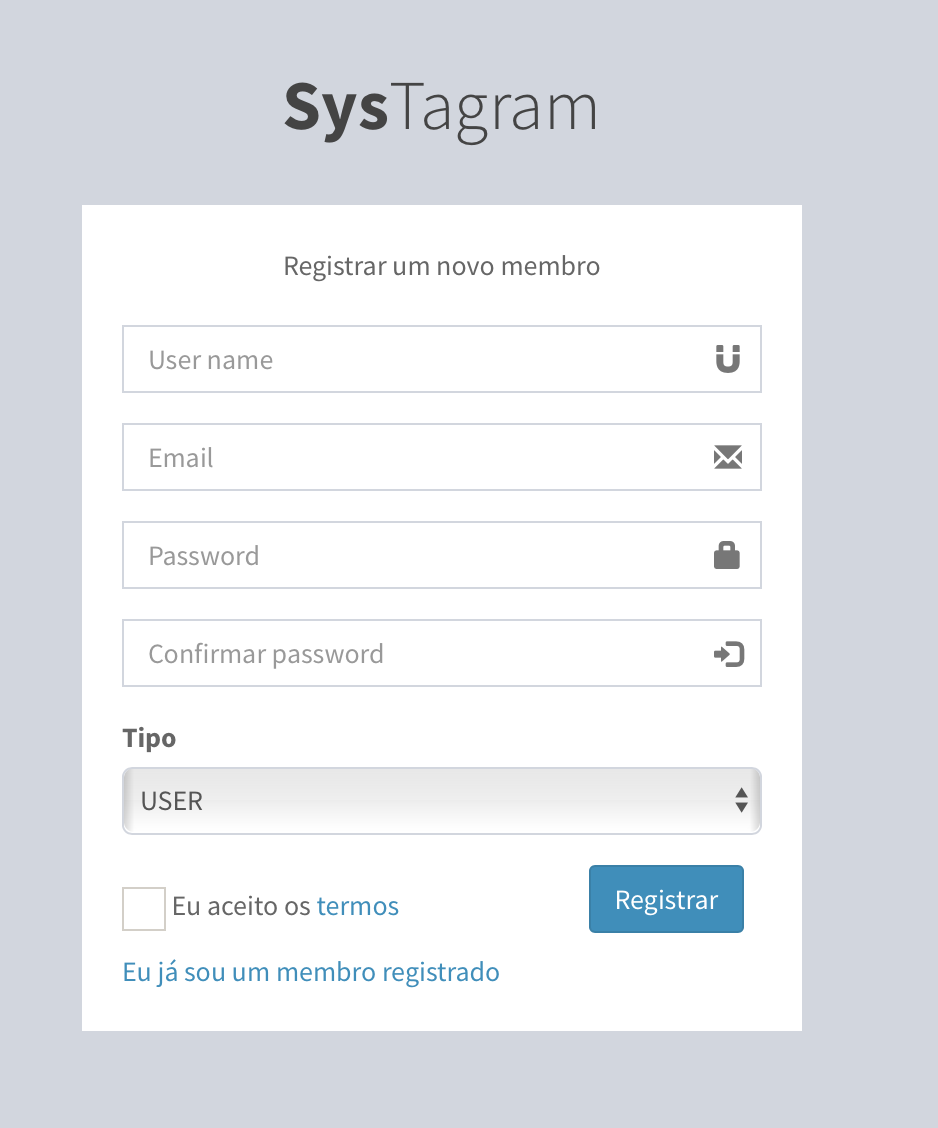 SysTagram
Registrar um novo membro
User name
Email
Password
Confirmar password
Tipo
USER
Eu aceito os termos
Registrar
Eu já sou um membro registrado